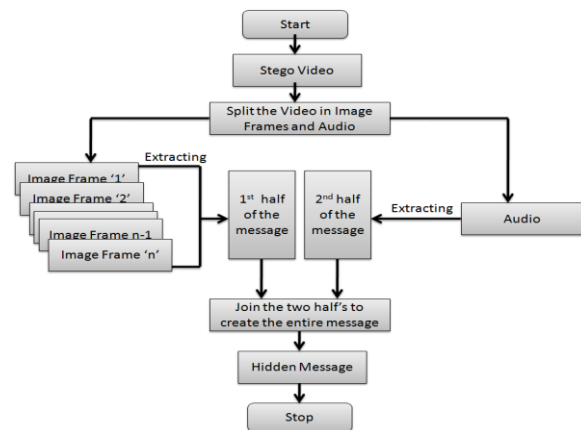 Start
Stego Video
Split the Video in Image
Frames and Audio
Extracting
Image Frame ‘1’
Image Frame ‘2’
Image Frame n-1
Image Frame ‘n’
1st half
of the
message
2nd half
of the
message
Extracting
Audio
Join the two half's to
create the entire message
Hidden Message
Stop